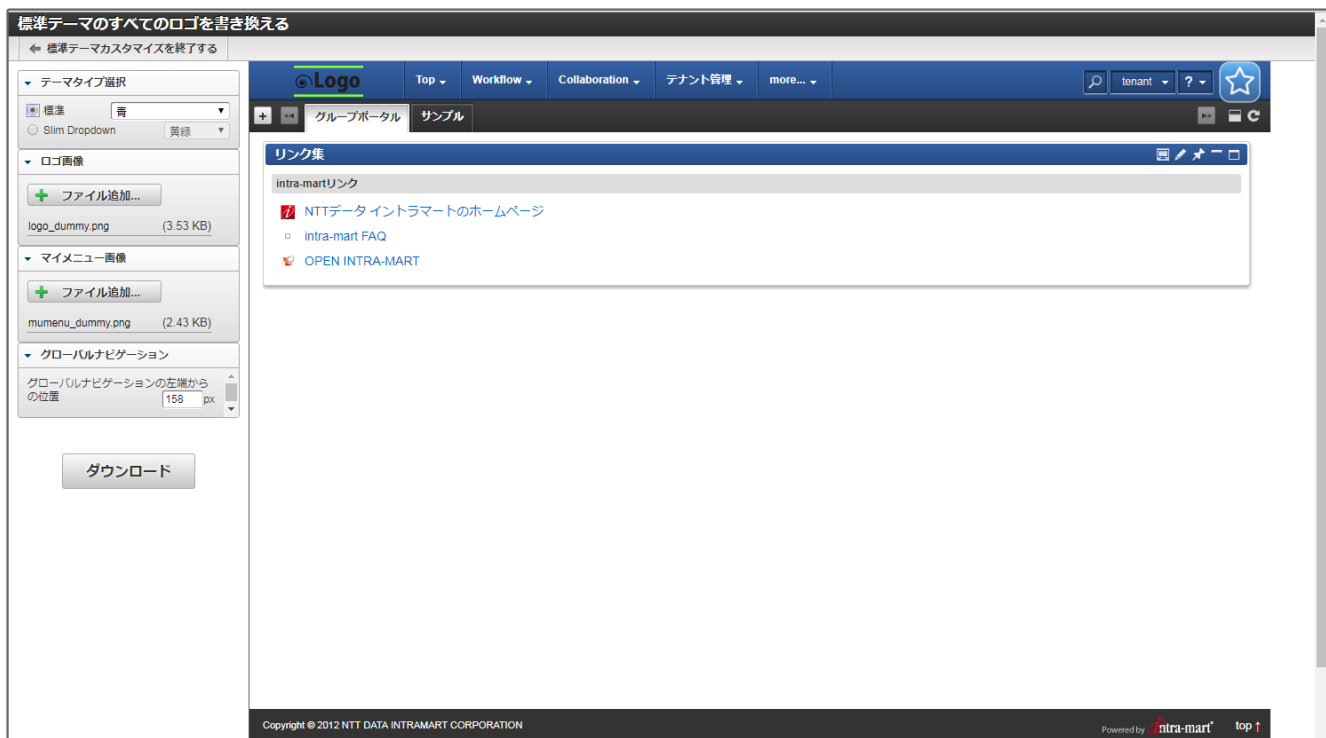 標準テーマのすべてのロゴを書き換える
標準テーマカスタマイズを終了する
テーマタイプ選択
標準 青
Slim Dropdown 黄緑
ロゴ画像
ファイル追加...
logo_dummy.png (3.53 KB)
マイメニュー画像
ファイル追加...
mumenu_dummy.png (2.43 KB)
グローバルナビゲーション
グローバルナビゲーションの左端から
の位置 158 px
ダウンロード
Logo Top Workflow Collaboration テナント管理 more... tenant ?
グループポータル サンプル
リンク集
intra-martリンク
NTTデータ イントラマートのホームページ
intra-mart FAQ
OPEN INTRA-MART
Copyright © 2012 NTT DATA INTRAMART CORPORATION
Powered by intra-mart top↑